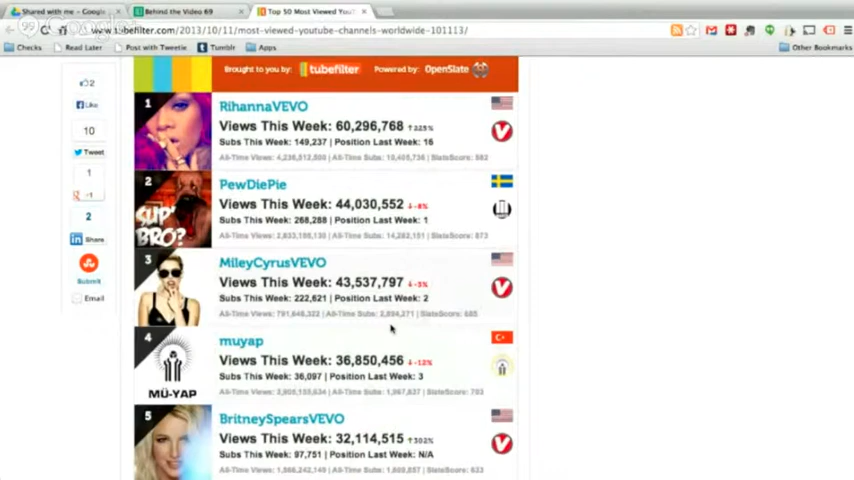 Shared with me - Google
Behind the Video 69
Top 50 Most Viewed You
www.tubefilter.com/2013/10/11/most-viewed-youtube-channels-worldwide-101113/
Checks
Read Later
Post with Tweetie
Tumblr
Apps
Other Bookmarks
Brought to you by: tubefilter Powered by: OpenSlate
2
Like
10
Tweet
1
+1
2
in Share
Submit
Email
1
RihannaVEVO
Views This Week: 60,296,768
Subs This Week: 149,237 | Position Last Week: 16
2
SUP BRO?
PewDiePie
Views This Week: 44,030,552 -8%
Subs This Week: 268,288 | Position Last Week: 1
3
MileyCyrusVEVO
Views This Week: 43,537,797 -3%
Subs This Week: 222,621 | Position Last Week: 2
4
MÜ-YAP
muyap
Views This Week: 36,850,456 -12%
Subs This Week: 36,097 | Position Last Week: 3
5
BritneySpearsVEVO
Views This Week: 32,114,515
Subs This Week: 97,751 | Position Last Week: N/A